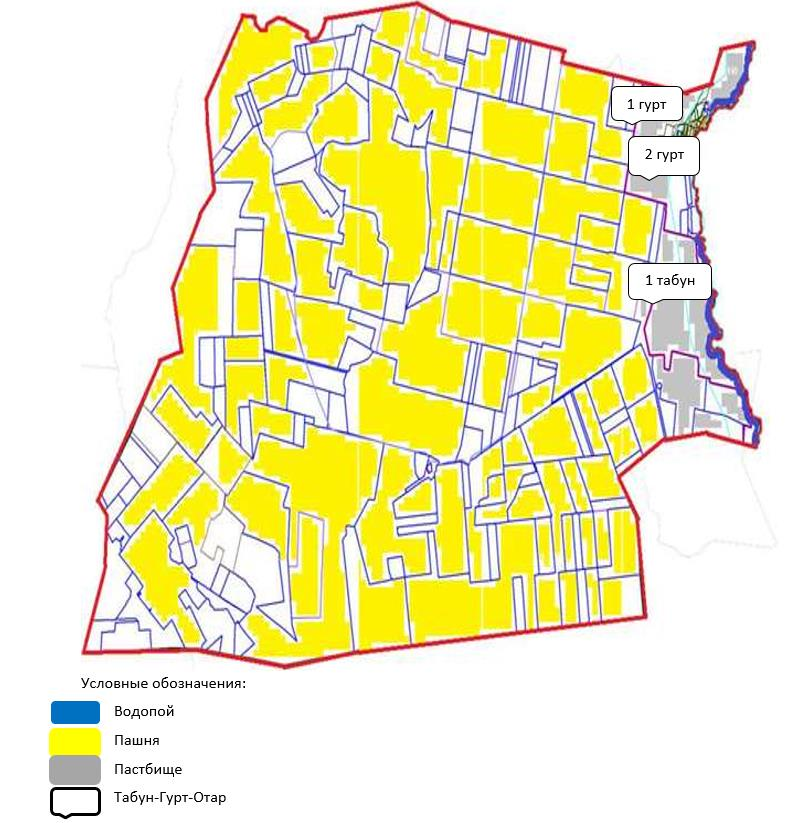 1 гурт
2 гурт
1 табун
Условные обозначения:
Водопой
Пашня
Пастбище
Табун-Гурт-Отар